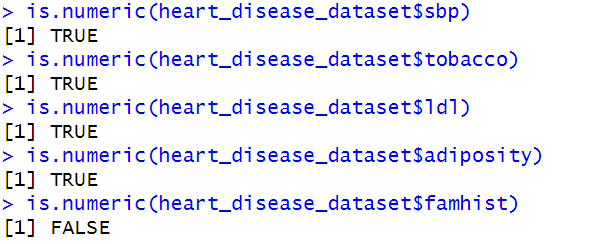 > is.numeric(heart_disease_dataset$sbp)
[1] TRUE
> is.numeric(heart_disease_dataset$tobacco)
[1] TRUE
> is.numeric(heart_disease_dataset$ldl)
[1] TRUE
> is.numeric(heart_disease_dataset$adiposity)
[1] TRUE
> is.numeric(heart_disease_dataset$famhist)
[1] FALSE